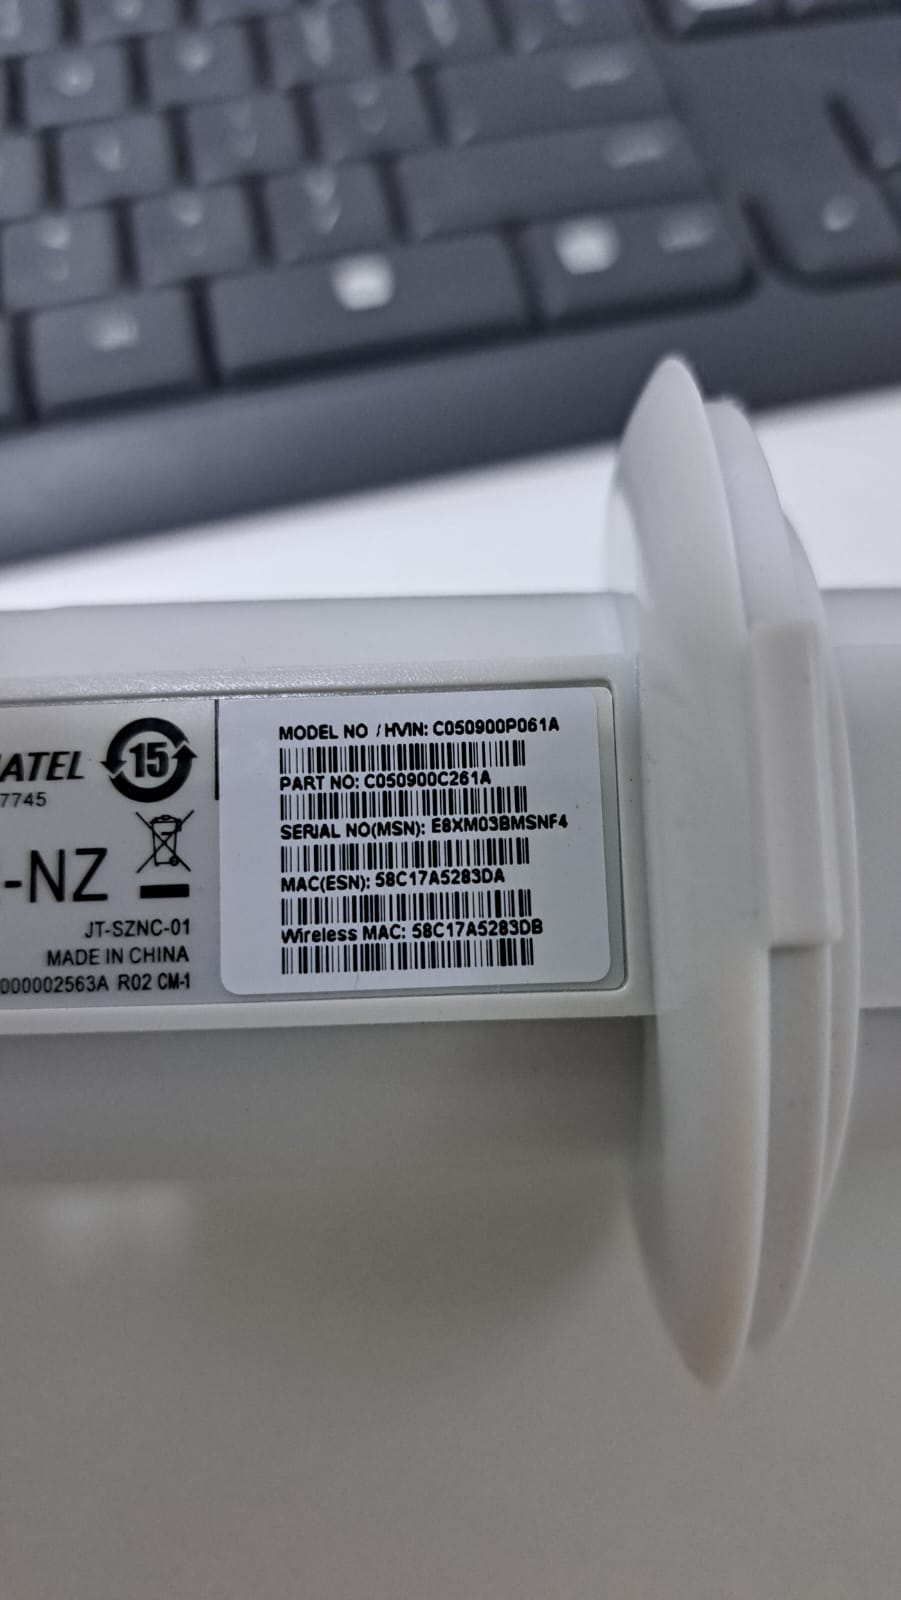 ATEL
15
7745
-NZ
JT-SZNC-01
MADE IN CHINA
000002563A R02 CM-1
MODEL NO / HVIN: C050900P061A
PART NO: C050900C261A
SERIAL NO(MSN): E8XM03BMSNF4
MAC(ESN): 58C17A5283DA
Wireless MAC: 58C17A5283DB